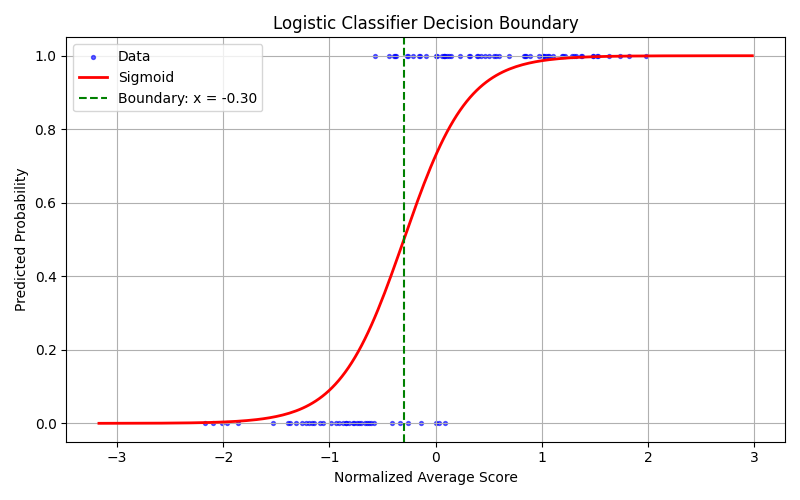 Logistic Classifier Decision Boundary
Data
Sigmoid
Boundary: x = -0.30
1.0
0.8
0.6
0.4
0.2
0.0
Predicted Probability
−3
−2
−1
0
1
2
3
Normalized Average Score